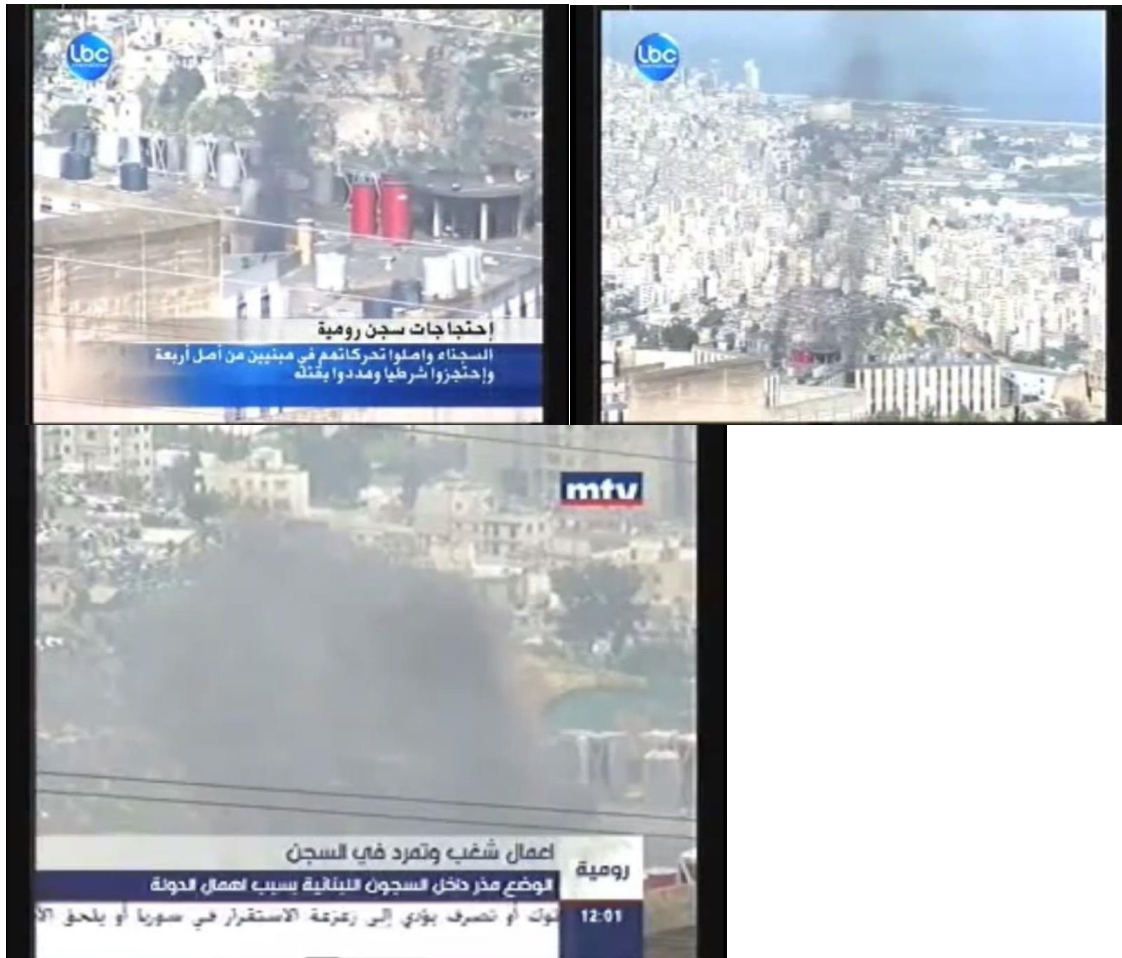 lbc
إحتجاجات سجن رومية
السجناء واصلوا تحركاتهم في مبنيين من أصل أربعة
وإحتجزوا شرطيا وهددوا بقتله
lbc
mtv
اعمال شغب وتمرد في السجن
رومية
الوضع مذر داخل السجون اللبنانية بسبب اهمال الدولة
أو تصرف يؤدي إلى زعزعة الاستقرار في سوريا أو يلحق
12:01